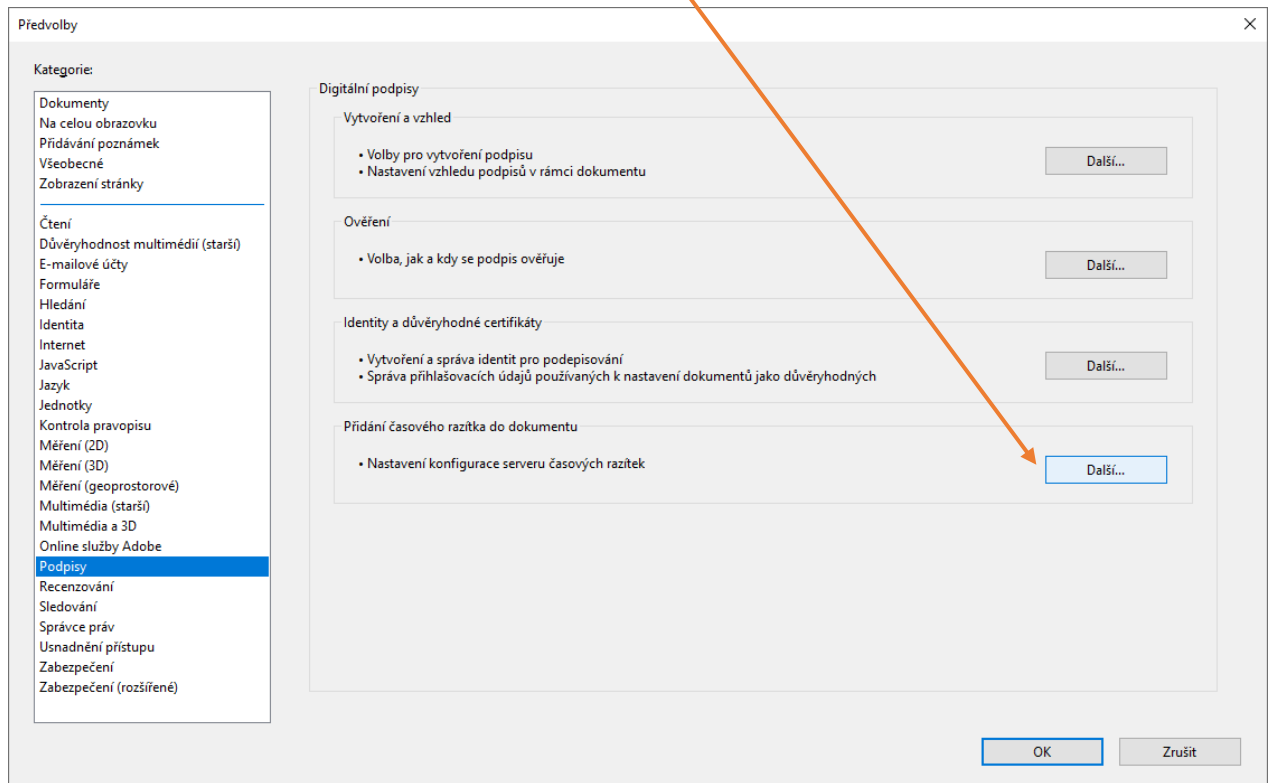 Předvolby
Kategorie:
Dokumenty
Na celou obrazovku
Přidávání poznámek
Všeobecné
Zobrazení stránky
Čtení
Důvěryhodnost multimédií (starší)
E-mailové účty
Formuláře
Hledání
Identita
Internet
JavaScript
Jazyk
Jednotky
Kontrola pravopisu
Měření (2D)
Měření (3D)
Měření (geoprostorové)
Multimédia (starší)
Multimédia a 3D
Online služby Adobe
Podpisy
Recenzování
Sledování
Správce práv
Usnadnění přístupu
Zabezpečení
Zabezpečení (rozšířené)
Digitální podpisy
Vytvoření a vzhled
• Volby pro vytvoření podpisu
• Nastavení vzhledu podpisů v rámci dokumentu
Další...
Ověření
• Volba, jak a kdy se podpis ověřuje
Další...
Identity a důvěryhodné certifikáty
• Vytvoření a správa identit pro podepisování
• Správa přihlašovacích údajů používaných k nastavení dokumentů jako důvěryhodných
Další...
Přidání časového razítka do dokumentu
• Nastavení konfigurace serveru časových razítek
Další...
OK
Zrušit